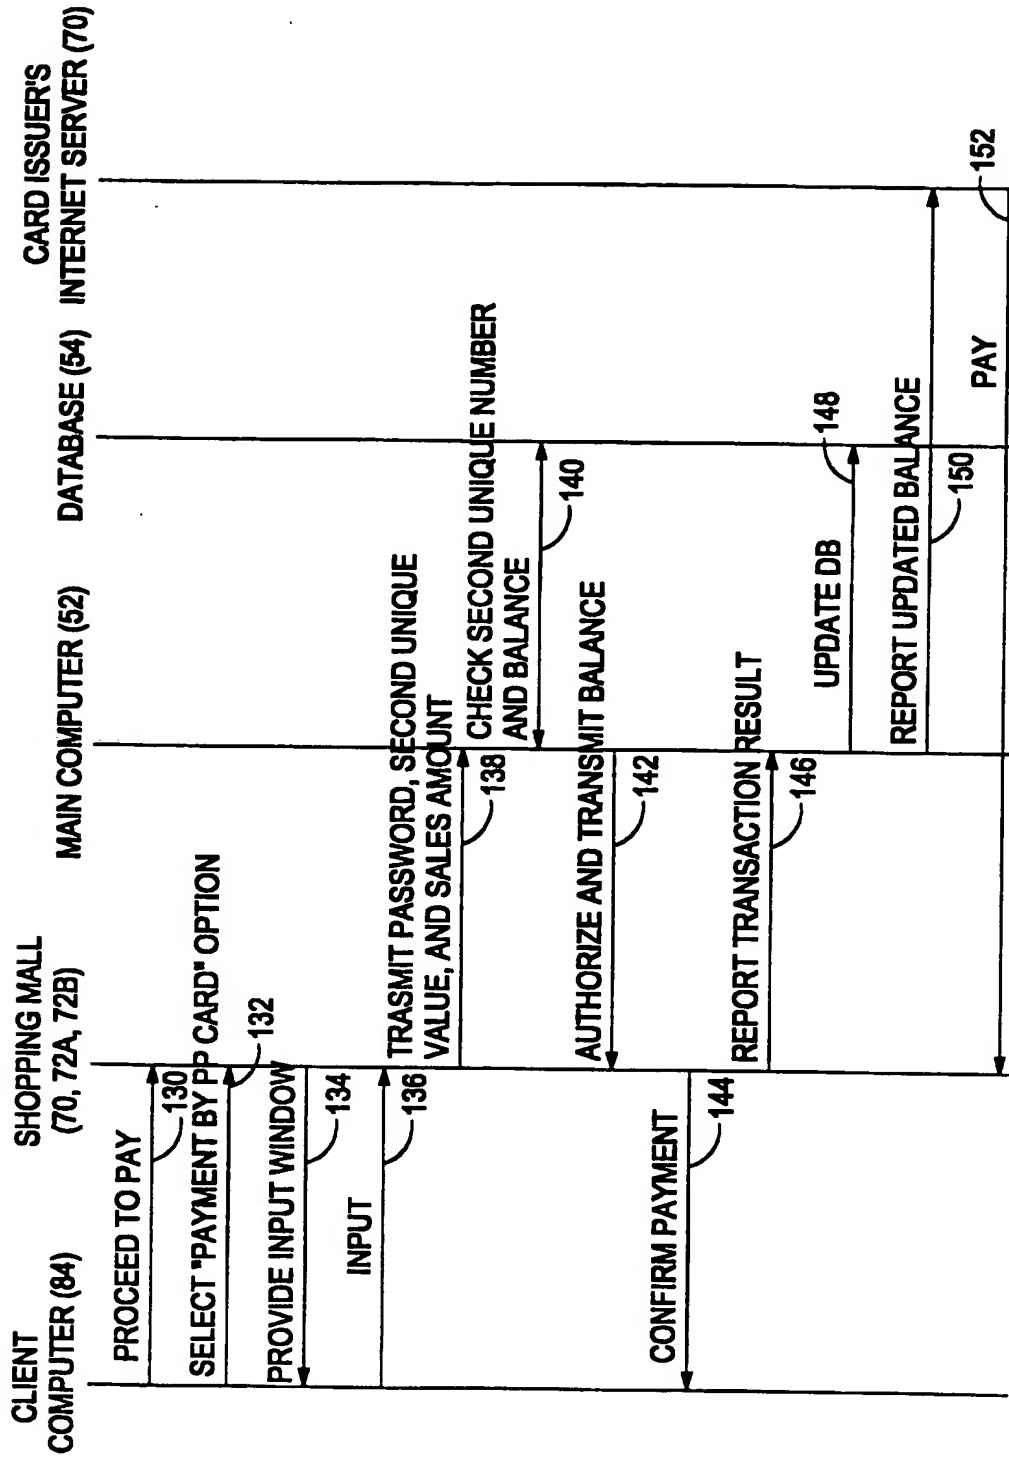 CLIENT
COMPUTER (84)
SHOPPING MALL
(70, 72A, 72B)
MAIN COMPUTER (52)
DATABASE (54)
CARD ISSUER'S
INTERNET SERVER (70)
PROCEED TO PAY
130
SELECT "PAYMENT BY PP CARD" OPTION
132
PROVIDE INPUT WINDOW
134
INPUT
136
TRASMIT PASSWORD, SECOND UNIQUE
VALUE, AND SALES AMOUNT
138
CHECK SECOND UNIQUE NUMBER
AND BALANCE
140
AUTHORIZE AND TRANSMIT BALANCE
142
CONFIRM PAYMENT
144
REPORT TRANSACTION RESULT
146
UPDATE DB
148
REPORT UPDATED BALANCE
150
PAY
152